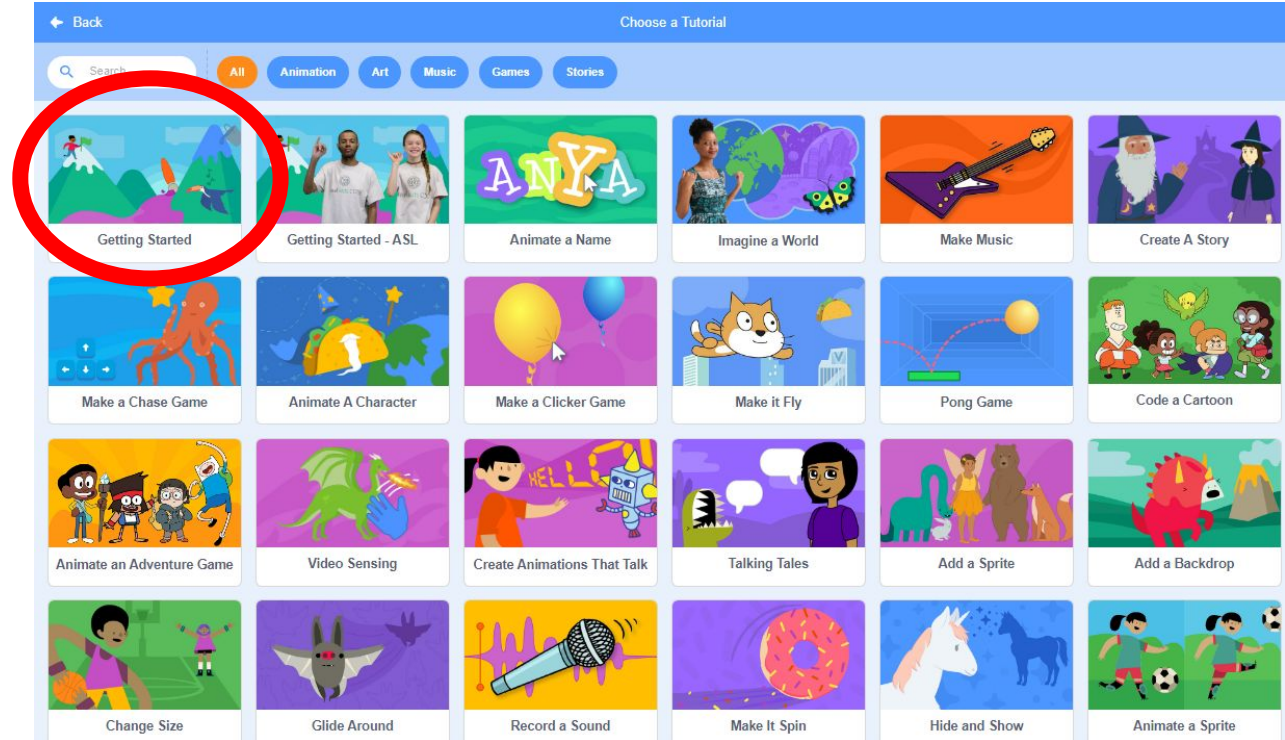 Back
Choose a Tutorial
Search
All
Animation
Art
Music
Games
Stories
ANYA
Getting Started
Getting Started - ASL
Animate a Name
Imagine a World
Make Music
Create A Story
Make a Chase Game
Animate A Character
Make a Clicker Game
Make it Fly
Pong Game
Code a Cartoon
HELLO!
Animate an Adventure Game
Video Sensing
Create Animations That Talk
Talking Tales
Add a Sprite
Add a Backdrop
Change Size
Glide Around
Record a Sound
Make It Spin
Hide and Show
Animate a Sprite